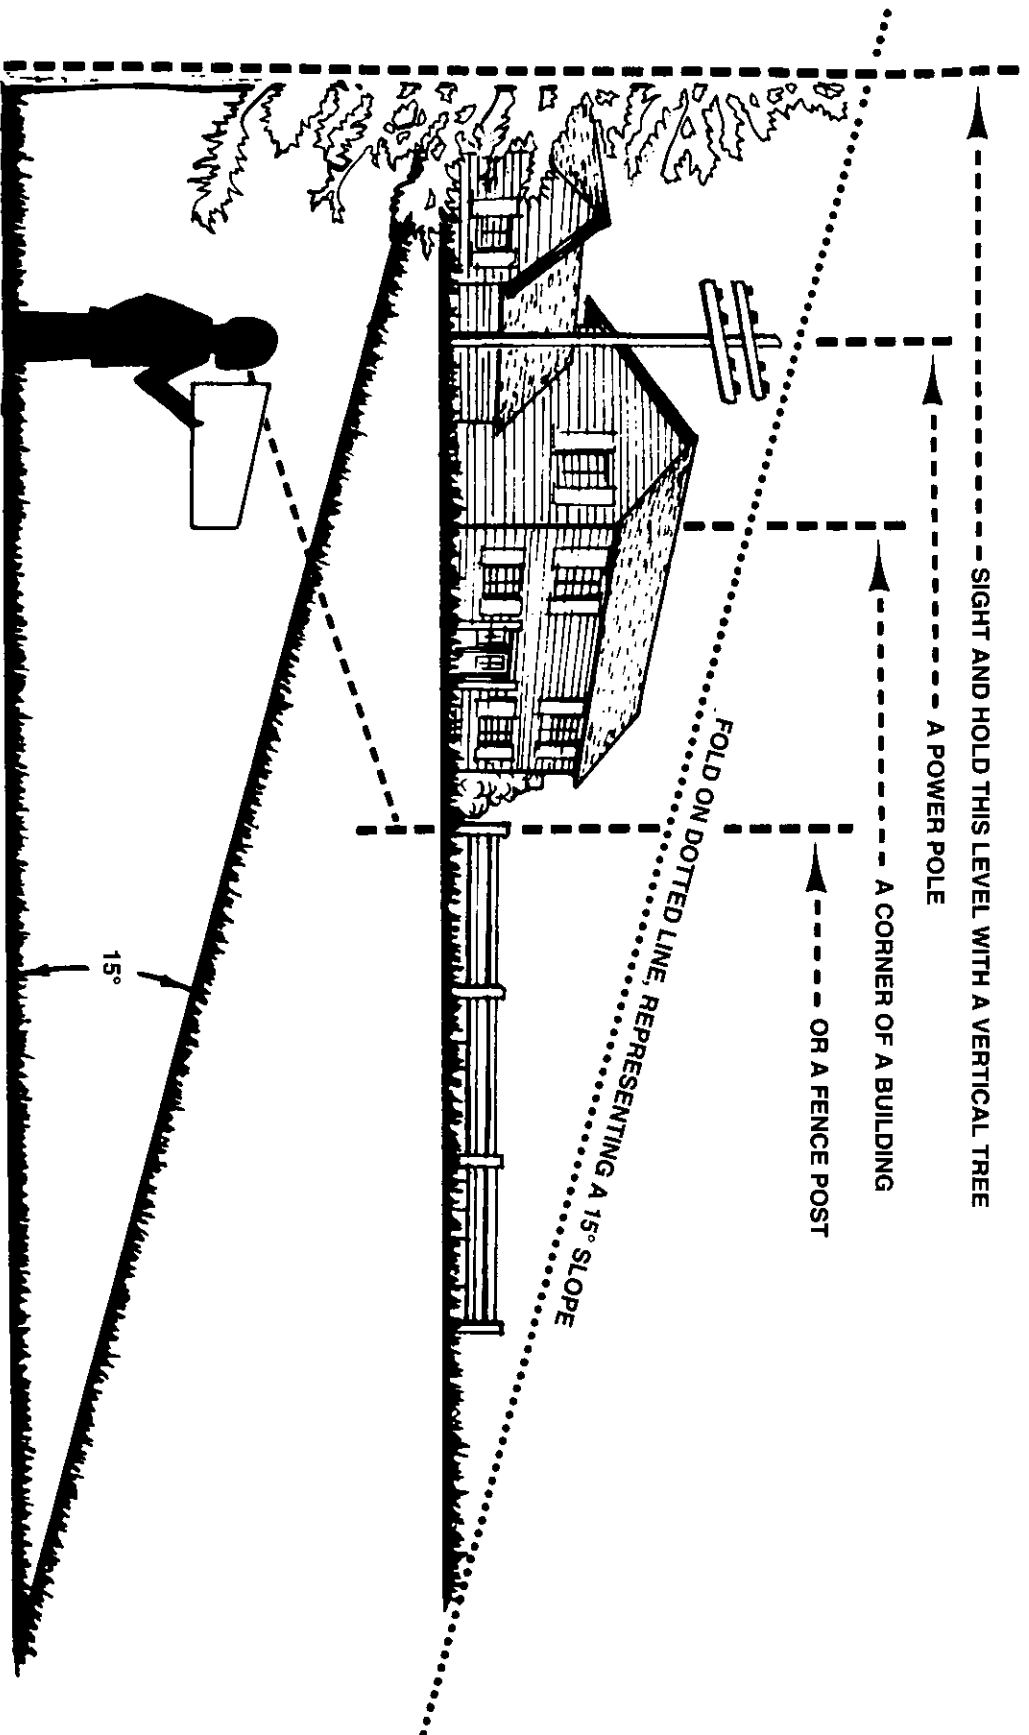 SIGHT AND HOLD THIS LEVEL WITH A VERTICAL TREE
A POWER POLE
A CORNER OF A BUILDING
OR A FENCE POST
FOLD ON DOTTED LINE, REPRESENTING A 15° SLOPE
15°